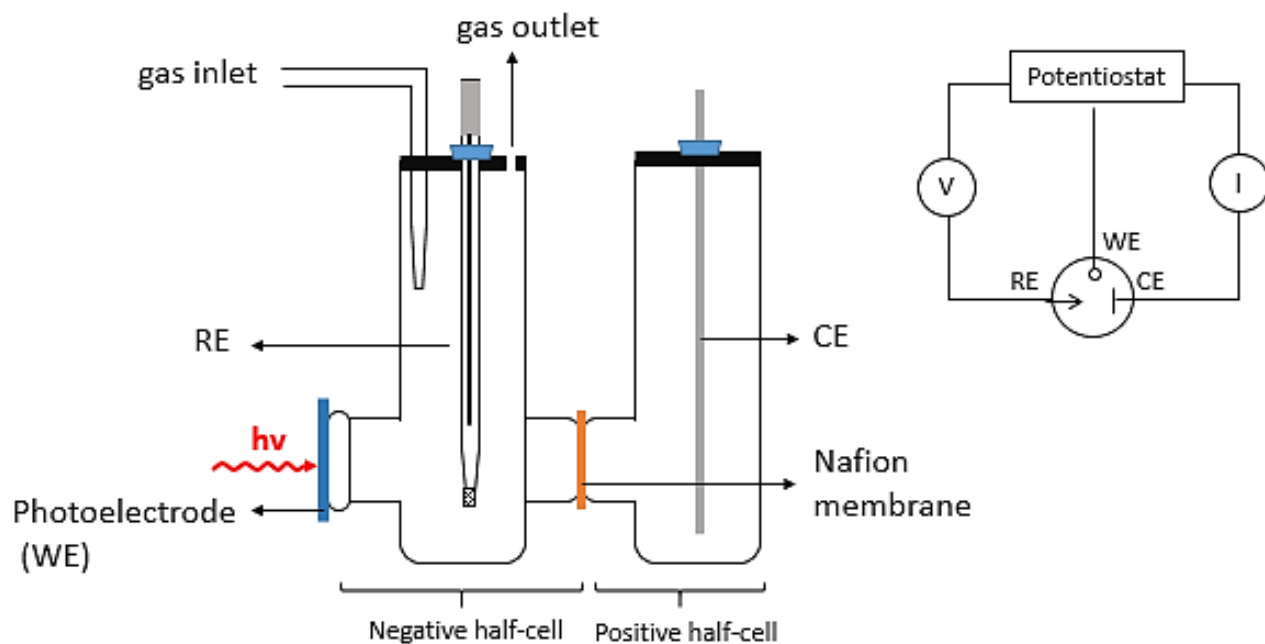 gas outlet
gas inlet
RE
CE
hv
Photoelectrode
(WE)
Nafion
membrane
Negative half-cell
Positive half-cell
Potentiostat
V
I
WE
RE
CE